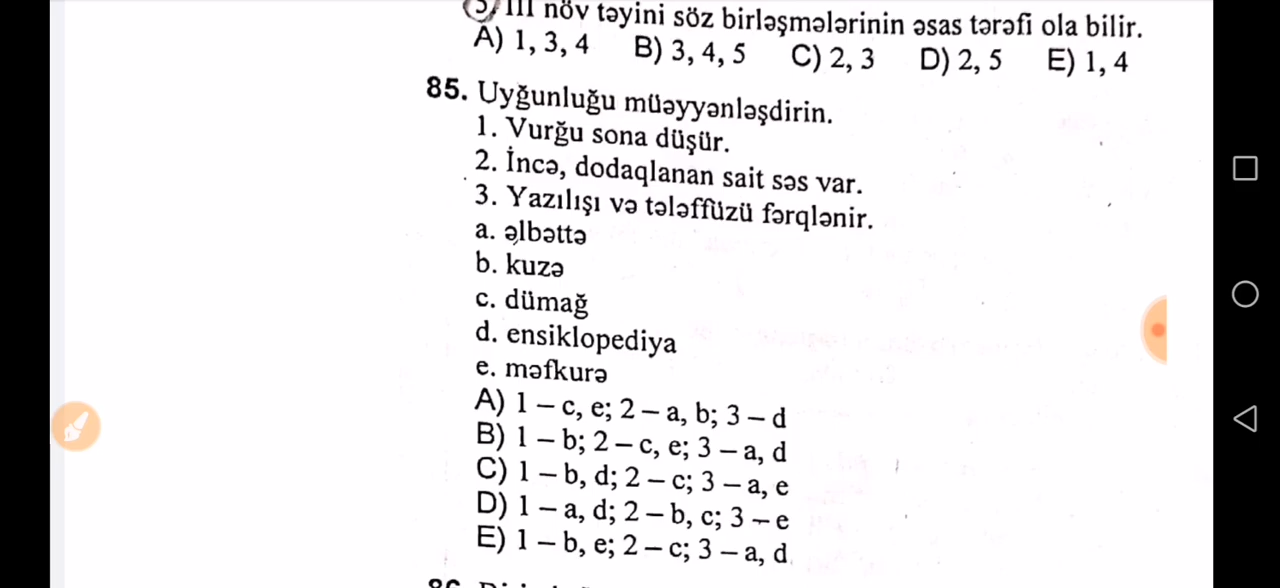 3. III növ təyini söz birləşmələrinin əsas tərəfi ola bilir.
A) 1, 3, 4 B) 3, 4, 5 C) 2, 3 D) 2, 5 E) 1, 4
85. Uyğunluğu müəyyənləşdirin.
1. Vurğu sona düşür.
2. İncə, dodaqlanan sait səs var.
3. Yazılışı və tələffüzü fərqlənir.
a. əlbəttə
b. kuzə
c. dümağ
d. ensiklopediya
e. məfkurə
A) 1 – c, e; 2 – a, b; 3 – d
B) 1 – b; 2 – c, e; 3 – a, d
C) 1 – b, d; 2 – c; 3 – a, e
D) 1 – a, d; 2 – b, c; 3 – e
E) 1 – b, e; 2 – c; 3 – a, d